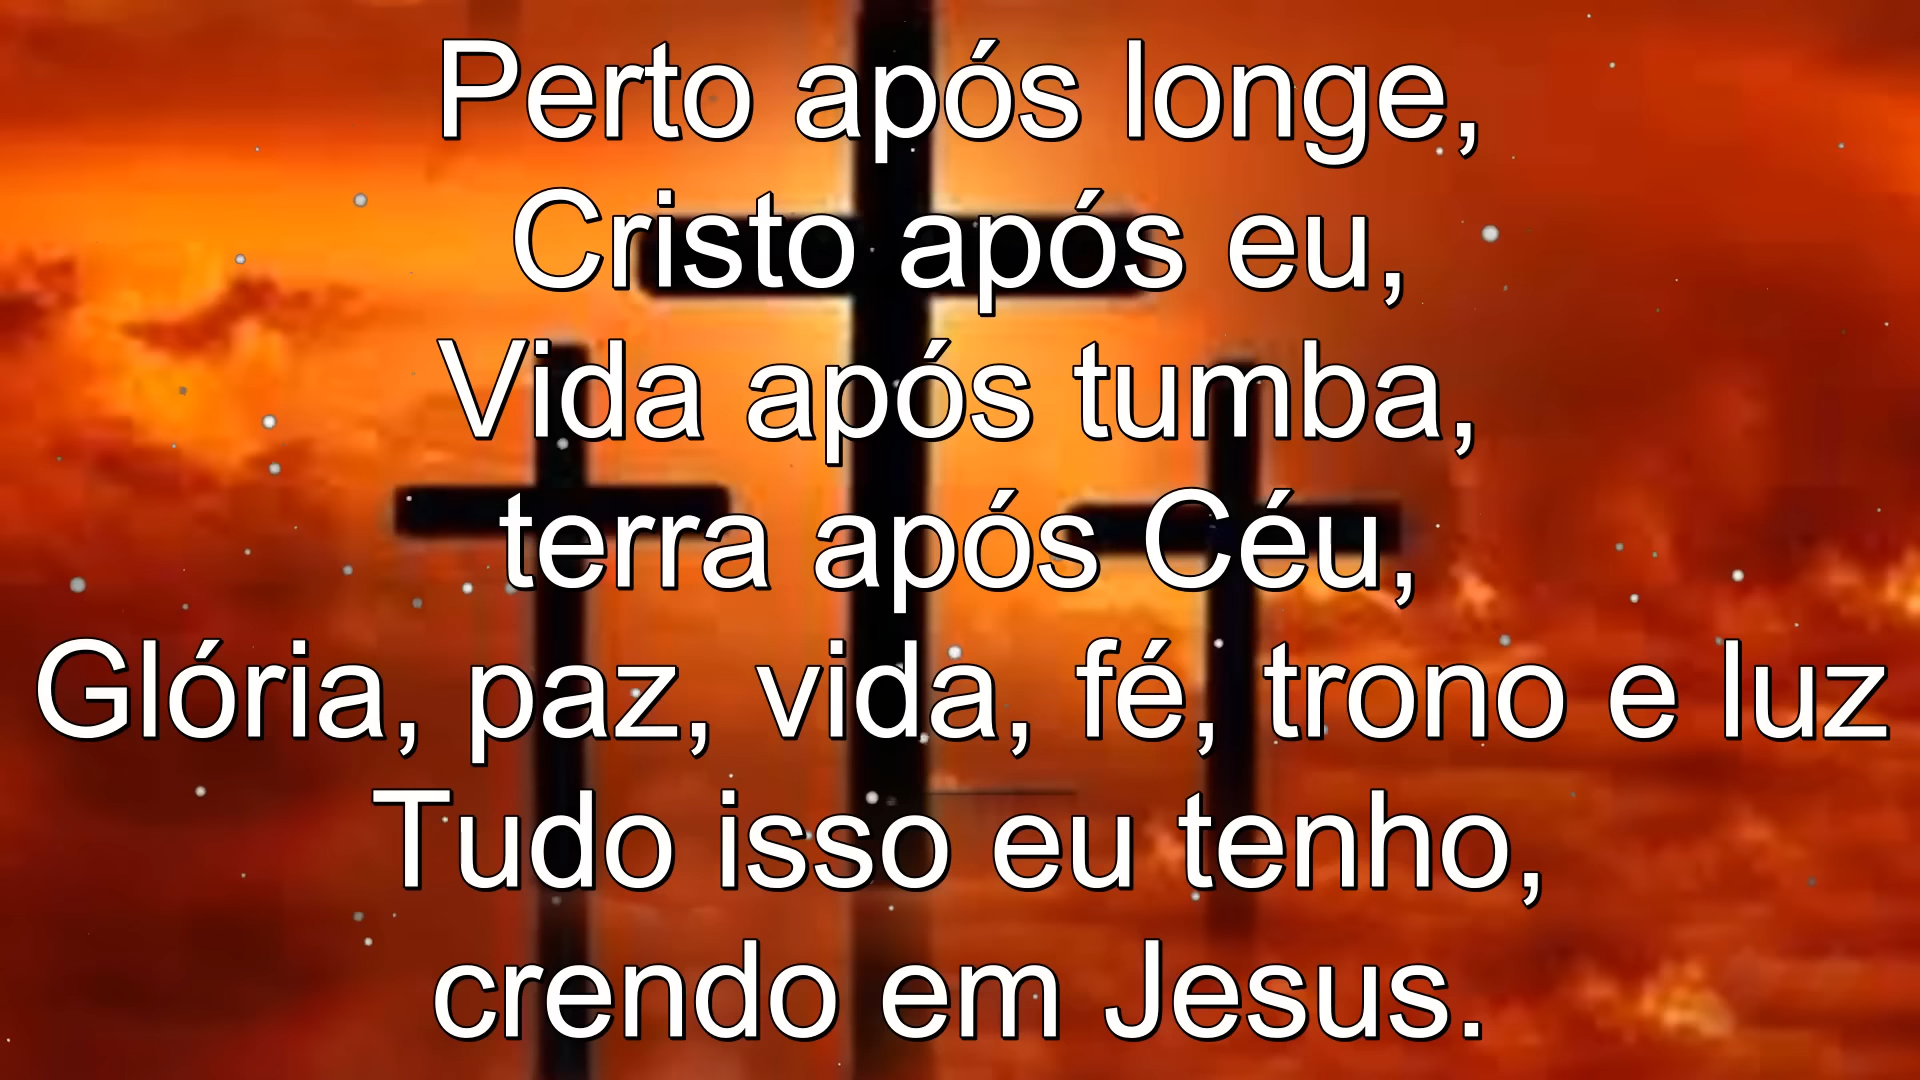 Perto após longe,
Cristo após eu,
Vida após tumba,
terra após Céu,
Glória, paz, vida, fé, trono e luz
Tudo isso eu tenho,
crendo em Jesus.